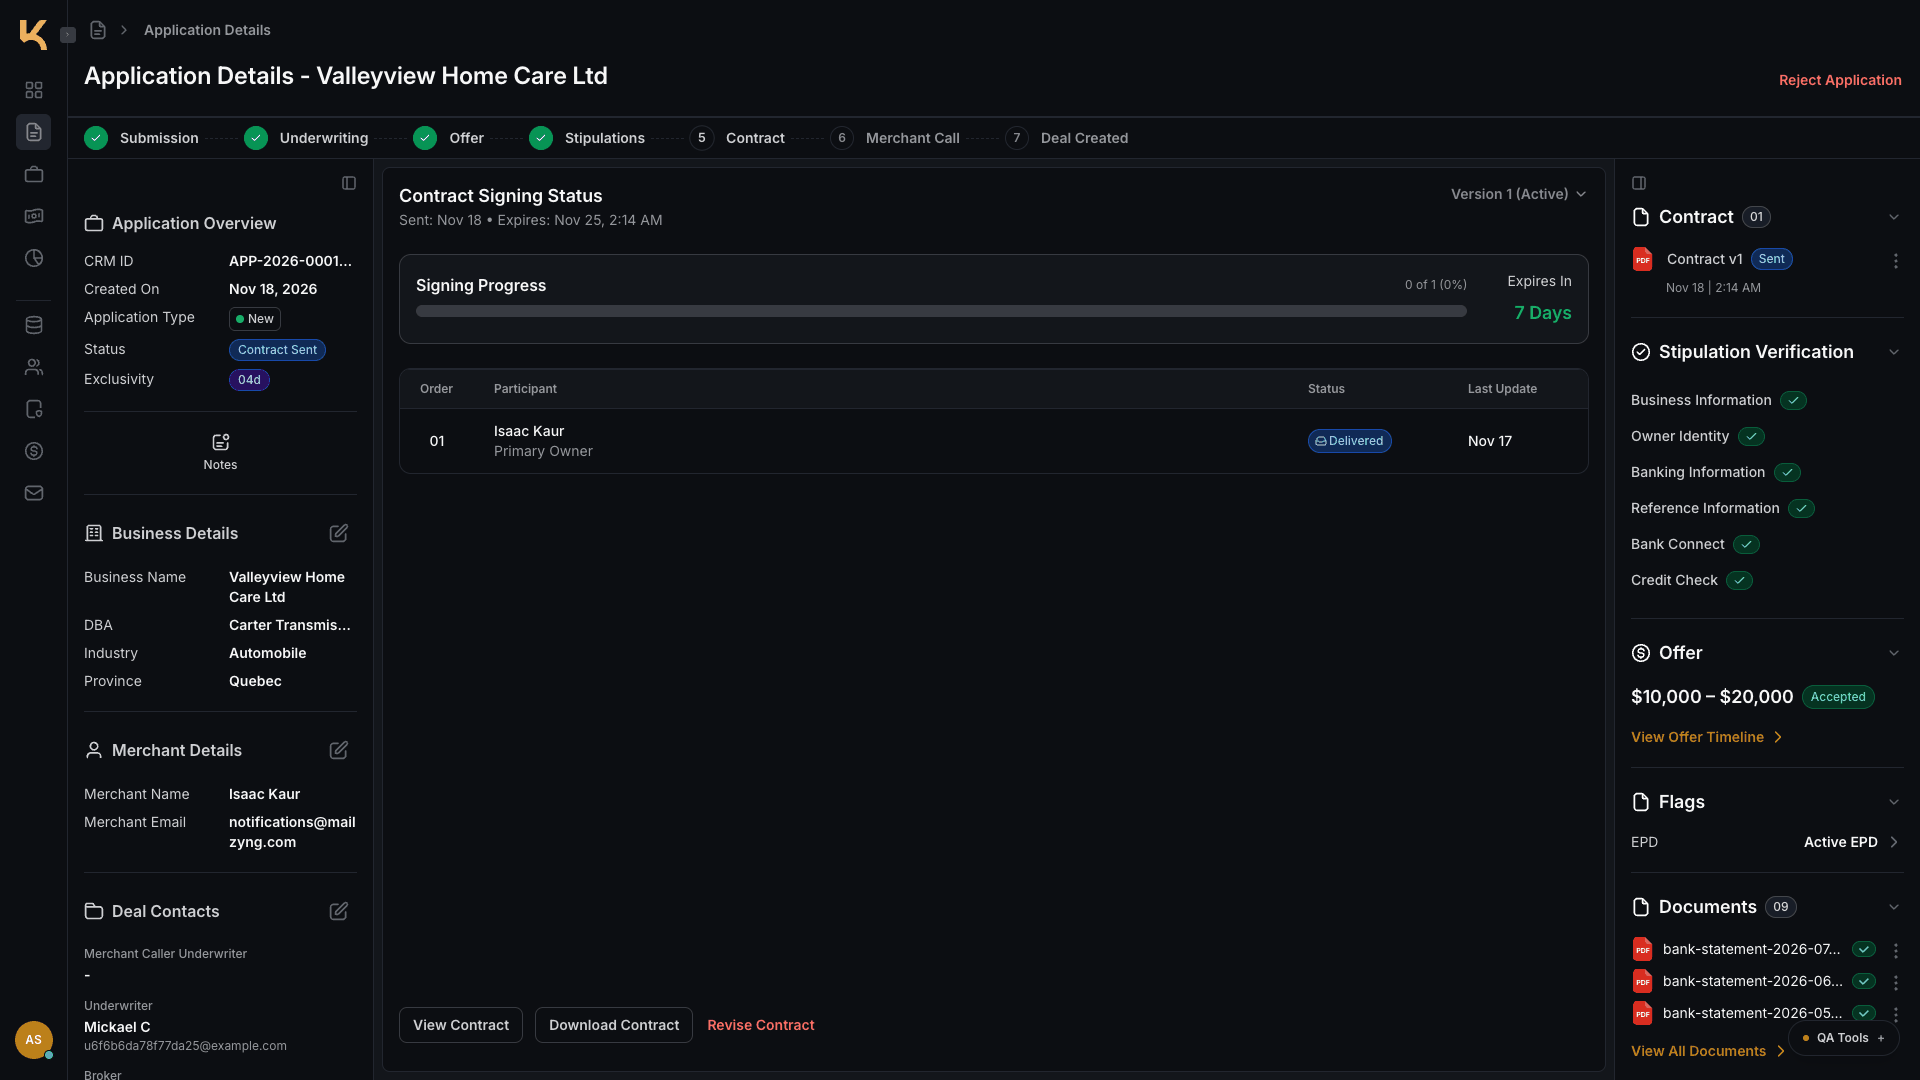 Application Details
Application Details - Valleyview Home Care Ltd
Reject Application
Submission
Underwriting
Offer
Stipulations
5 Contract
6 Merchant Call
7 Deal Created
Application Overview
CRM ID APP-2026-0001...
Created On Nov 18, 2026
Application Type New
Status Contract Sent
Exclusivity 04d
Notes
Business Details
Business Name Valleyview Home
Care Ltd
DBA Carter Transmis...
Industry Automobile
Province Quebec
Merchant Details
Merchant Name Isaac Kaur
Merchant Email notifications@mail
zyng.com
Deal Contacts
Merchant Caller Underwriter
-
Underwriter
Mickael C
u6f6b6da78f77da25@example.com
Broker
AS
Contract Signing Status
Version 1 (Active)
Sent: Nov 18 • Expires: Nov 25, 2:14 AM
Signing Progress
0 of 1 (0%)
Expires In
7 Days
Order Participant Status Last Update
01 Isaac Kaur Delivered Nov 17
Primary Owner
View Contract
Download Contract
Revise Contract
Contract 01
PDF Contract v1 Sent
Nov 18 | 2:14 AM
Stipulation Verification
Business Information
Owner Identity
Banking Information
Reference Information
Bank Connect
Credit Check
Offer
$10,000 – $20,000 Accepted
View Offer Timeline
Flags
EPD Active EPD
Documents 09
PDF bank-statement-2026-07...
PDF bank-statement-2026-06...
PDF bank-statement-2026-05...
View All Documents
QA Tools +